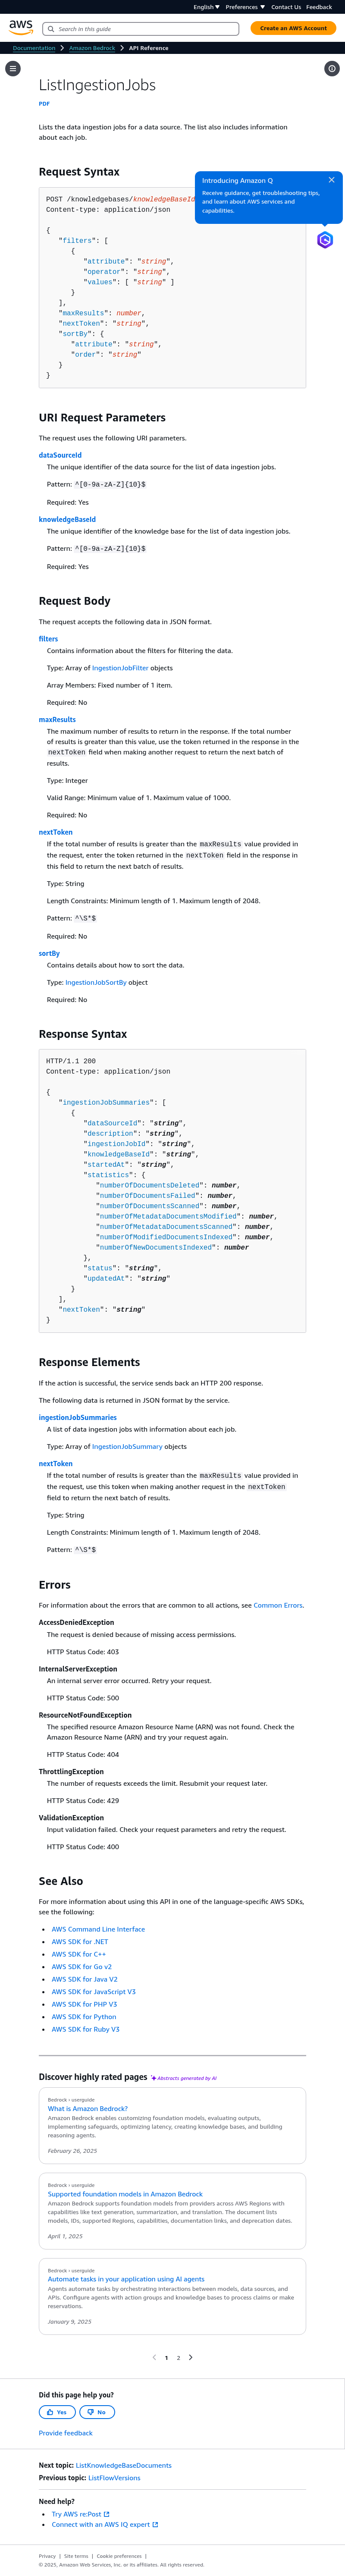 English
Preferences
Contact Us
Feedback
aws
Search in this guide
Create an AWS Account
Documentation
Amazon Bedrock
API Reference
ListIngestionJobs
PDF
Lists the data ingestion jobs for a data source. The list also includes information
about each job.
Request Syntax
Introducing Amazon Q
Receive guidance, get troubleshooting tips,
and learn about AWS services and
capabilities.
POST /knowledgebases/knowledgeBaseId
Content-type: application/json
{
"filters": [
{
"attribute": "string",
"operator": "string",
"values": [ "string" ]
}
],
"maxResults": number,
"nextToken": "string",
"sortBy": {
"attribute": "string",
"order": "string"
}
}
URI Request Parameters
The request uses the following URI parameters.
dataSourceId
The unique identifier of the data source for the list of data ingestion jobs.
Pattern: ^[0-9a-zA-Z]{10}$
Required: Yes
knowledgeBaseId
The unique identifier of the knowledge base for the list of data ingestion jobs.
Pattern: ^[0-9a-zA-Z]{10}$
Required: Yes
Request Body
The request accepts the following data in JSON format.
filters
Contains information about the filters for filtering the data.
Type: Array of IngestionJobFilter objects
Array Members: Fixed number of 1 item.
Required: No
maxResults
The maximum number of results to return in the response. If the total number
of results is greater than this value, use the token returned in the response in the
nextToken field when making another request to return the next batch of
results.
Type: Integer
Valid Range: Minimum value of 1. Maximum value of 1000.
Required: No
nextToken
If the total number of results is greater than the maxResults value provided in
the request, enter the token returned in the nextToken field in the response in
this field to return the next batch of results.
Type: String
Length Constraints: Minimum length of 1. Maximum length of 2048.
Pattern: ^\S*$
Required: No
sortBy
Contains details about how to sort the data.
Type: IngestionJobSortBy object
Required: No
Response Syntax
HTTP/1.1 200
Content-type: application/json
{
"ingestionJobSummaries": [
{
"dataSourceId": "string",
"description": "string",
"ingestionJobId": "string",
"knowledgeBaseId": "string",
"startedAt": "string",
"statistics": {
"numberOfDocumentsDeleted": number,
"numberOfDocumentsFailed": number,
"numberOfDocumentsScanned": number,
"numberOfMetadataDocumentsModified": number,
"numberOfMetadataDocumentsScanned": number,
"numberOfModifiedDocumentsIndexed": number,
"numberOfNewDocumentsIndexed": number
},
"status": "string",
"updatedAt": "string"
}
],
"nextToken": "string"
}
Response Elements
If the action is successful, the service sends back an HTTP 200 response.
The following data is returned in JSON format by the service.
ingestionJobSummaries
A list of data ingestion jobs with information about each job.
Type: Array of IngestionJobSummary objects
nextToken
If the total number of results is greater than the maxResults value provided in
the request, use this token when making another request in the nextToken
field to return the next batch of results.
Type: String
Length Constraints: Minimum length of 1. Maximum length of 2048.
Pattern: ^\S*$
Errors
For information about the errors that are common to all actions, see Common Errors.
AccessDeniedException
The request is denied because of missing access permissions.
HTTP Status Code: 403
InternalServerException
An internal server error occurred. Retry your request.
HTTP Status Code: 500
ResourceNotFoundException
The specified resource Amazon Resource Name (ARN) was not found. Check the
Amazon Resource Name (ARN) and try your request again.
HTTP Status Code: 404
ThrottlingException
The number of requests exceeds the limit. Resubmit your request later.
HTTP Status Code: 429
ValidationException
Input validation failed. Check your request parameters and retry the request.
HTTP Status Code: 400
See Also
For more information about using this API in one of the language-specific AWS SDKs,
see the following:
AWS Command Line Interface
AWS SDK for .NET
AWS SDK for C++
AWS SDK for Go v2
AWS SDK for Java V2
AWS SDK for JavaScript V3
AWS SDK for PHP V3
AWS SDK for Python
AWS SDK for Ruby V3
Discover highly rated pages Abstracts generated by AI
Bedrock › userguide
What is Amazon Bedrock?
Amazon Bedrock enables customizing foundation models, evaluating outputs,
implementing safeguards, optimizing latency, creating knowledge bases, and building
reasoning agents.
February 26, 2025
Bedrock › userguide
Supported foundation models in Amazon Bedrock
Amazon Bedrock supports foundation models from providers across AWS Regions with
capabilities like text generation, summarization, and translation. The document lists
models, IDs, supported Regions, capabilities, documentation links, and deprecation dates.
April 1, 2025
Bedrock › userguide
Automate tasks in your application using AI agents
Agents automate tasks by orchestrating interactions between models, data sources, and
APIs. Configure agents with action groups and knowledge bases to process claims or make
reservations.
January 9, 2025
1 2
Did this page help you?
Yes
No
Provide feedback
Next topic: ListKnowledgeBaseDocuments
Previous topic: ListFlowVersions
Need help?
Try AWS re:Post
Connect with an AWS IQ expert
Privacy | Site terms | Cookie preferences |
© 2025, Amazon Web Services, Inc. or its affiliates. All rights reserved.